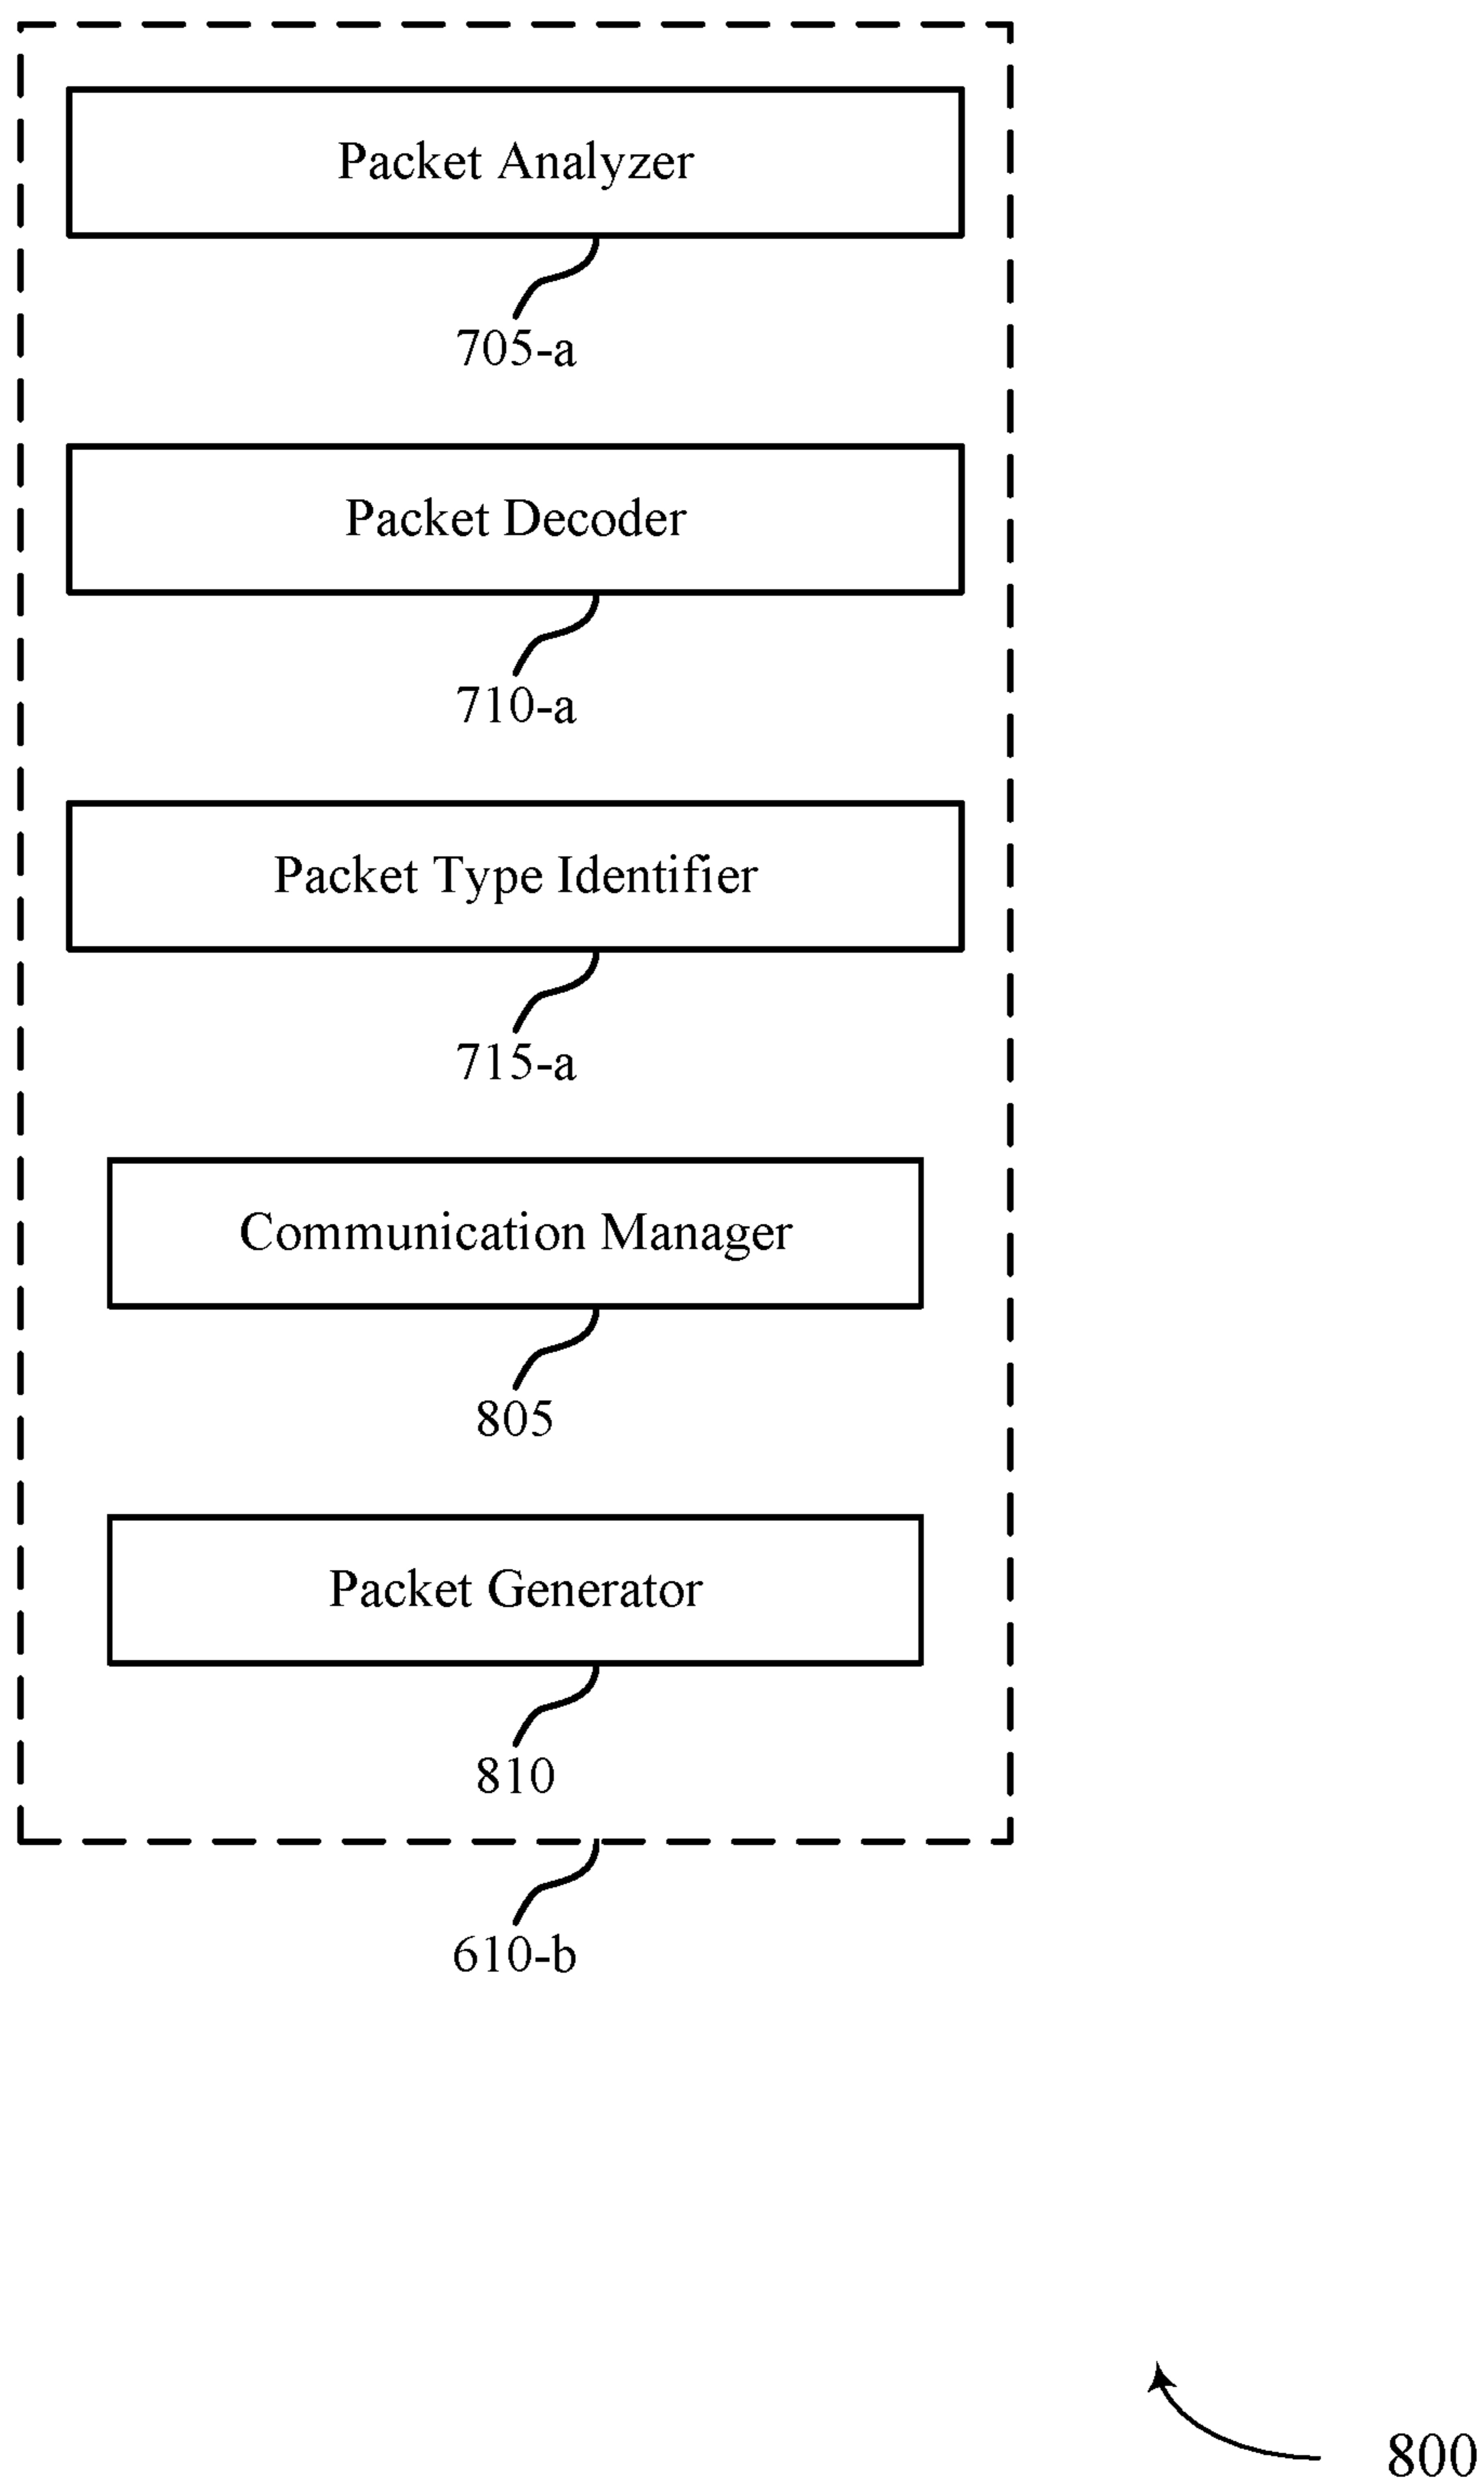 Packet Analyzer
705-a
Packet Decoder
710-a
Packet Type Identifier
715-a
Communication Manager
805
Packet Generator
810
610-b
800